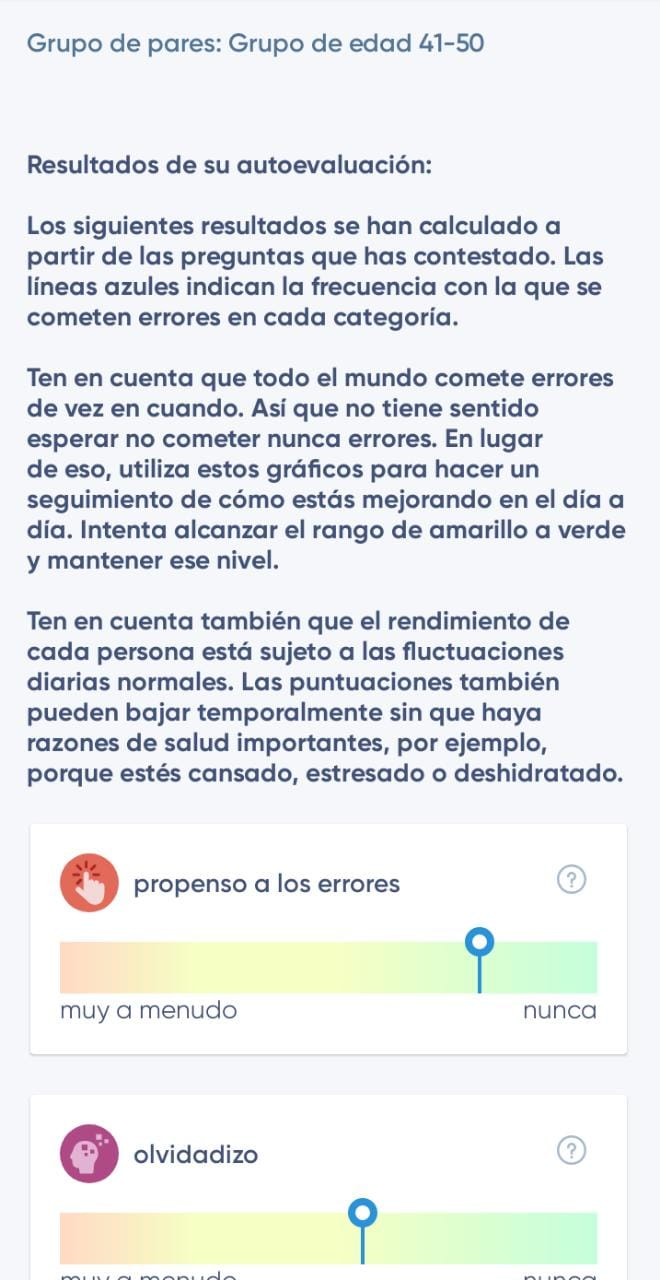 Grupo de pares: Grupo de edad 41-50
Resultados de su autoevaluación:
Los siguientes resultados se han calculado a
partir de las preguntas que has contestado. Las
líneas azules indican la frecuencia con la que se
cometen errores en cada categoría.
Ten en cuenta que todo el mundo comete errores
de vez en cuando. Así que no tiene sentido
esperar no cometer nunca errores. En lugar
de eso, utiliza estos gráficos para hacer un
seguimiento de cómo estás mejorando en el día a
día. Intenta alcanzar el rango de amarillo a verde
y mantener ese nivel.
Ten en cuenta también que el rendimiento de
cada persona está sujeto a las fluctuaciones
diarias normales. Las puntuaciones también
pueden bajar temporalmente sin que haya
razones de salud importantes, por ejemplo,
porque estés cansado, estresado o deshidratado.
propenso a los errores ?
muy a menudo nunca
olvidadizo ?
muy a menudo nunca